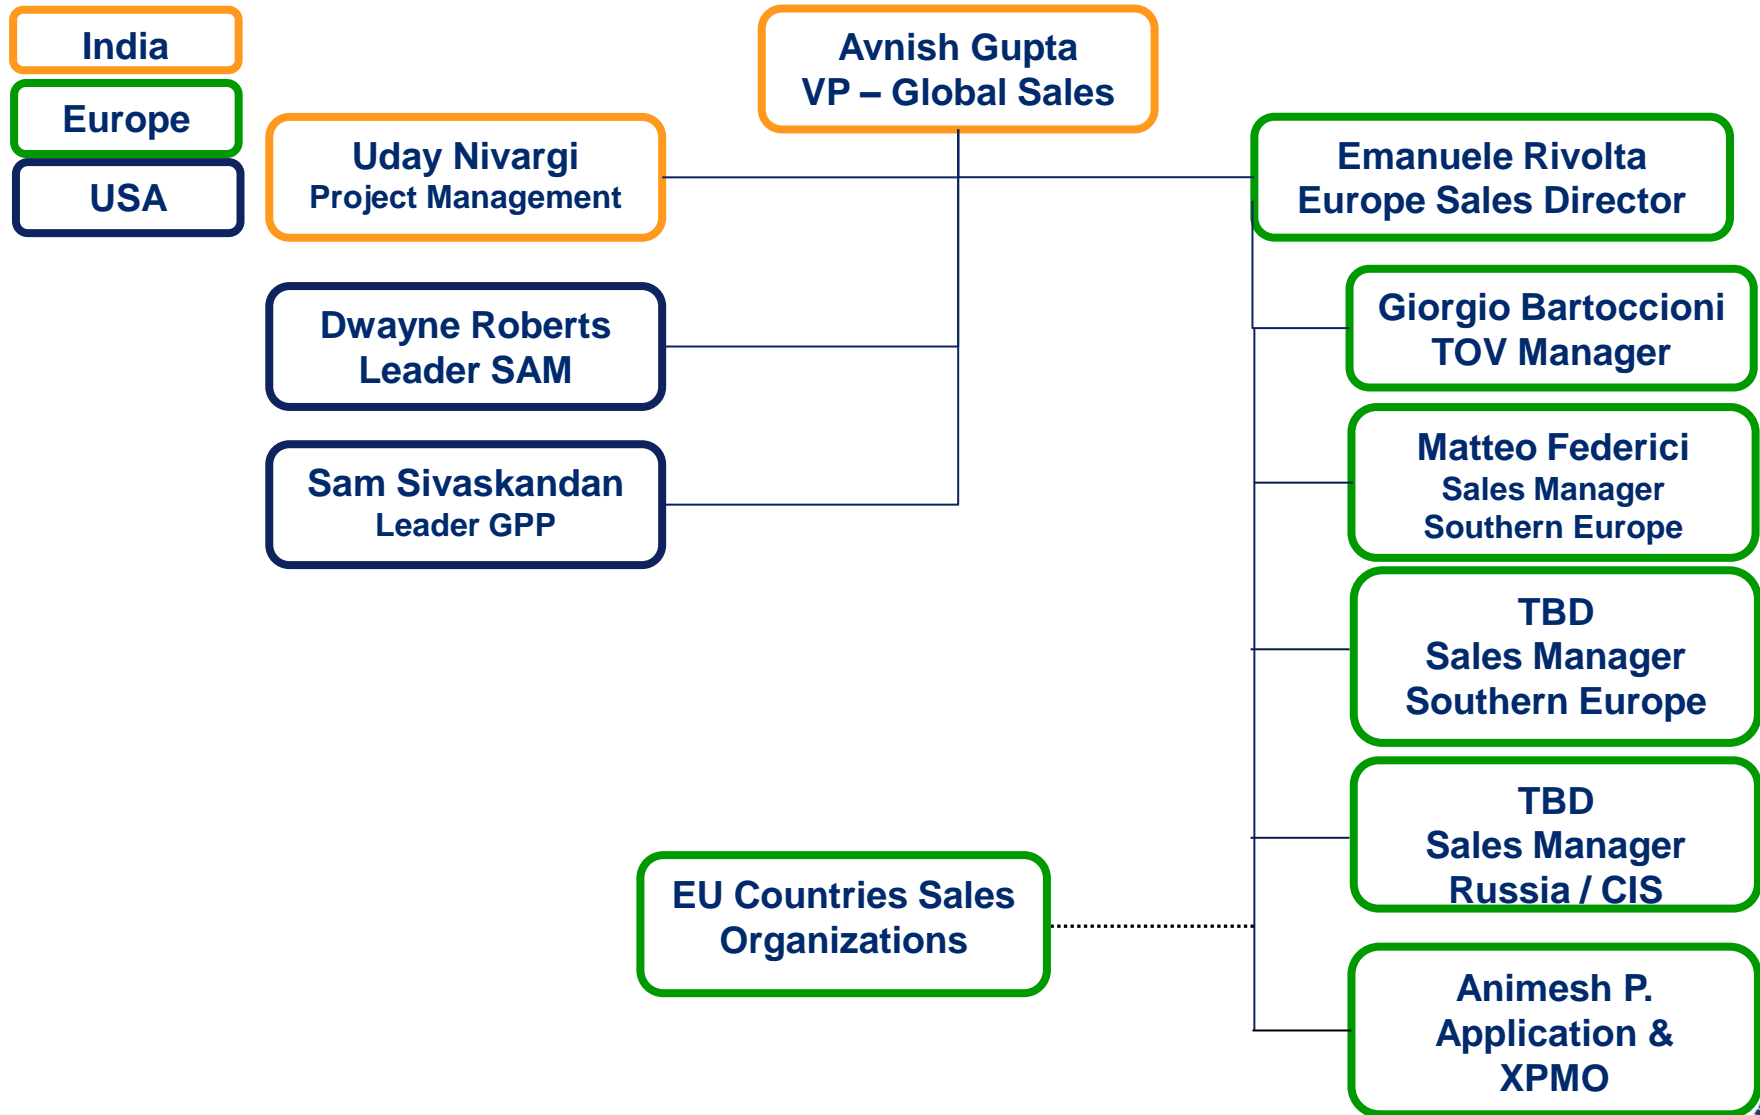 India
Europe
USA
Avnish Gupta
VP – Global Sales
Uday Nivargi
Project Management
Emanuele Rivolta
Europe Sales Director
Dwayne Roberts
Leader SAM
Giorgio Bartoccioni
TOV Manager
Sam Sivaskandan
Leader GPP
Matteo Federici
Sales Manager
Southern Europe
TBD
Sales Manager
Southern Europe
TBD
Sales Manager
Russia / CIS
EU Countries Sales
Organizations
Animesh P.
Application &
XPMO